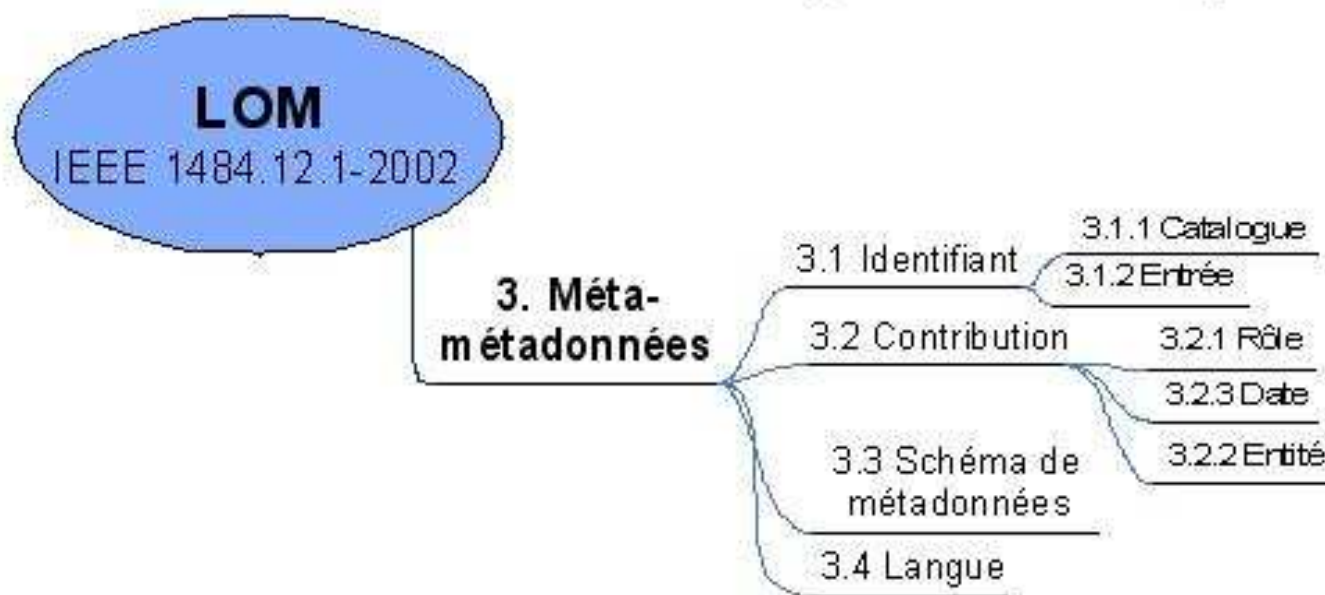 LOM
IEEE 1484.12.1-2002
3. Méta-
métadonnées
3.1 Identifiant
3.1.1 Catalogue
3.1.2 Entrée
3.2 Contribution
3.2.1 Rôle
3.2.3 Date
3.2.2 Entité
3.3 Schéma de
métadonnées
3.4 Langue